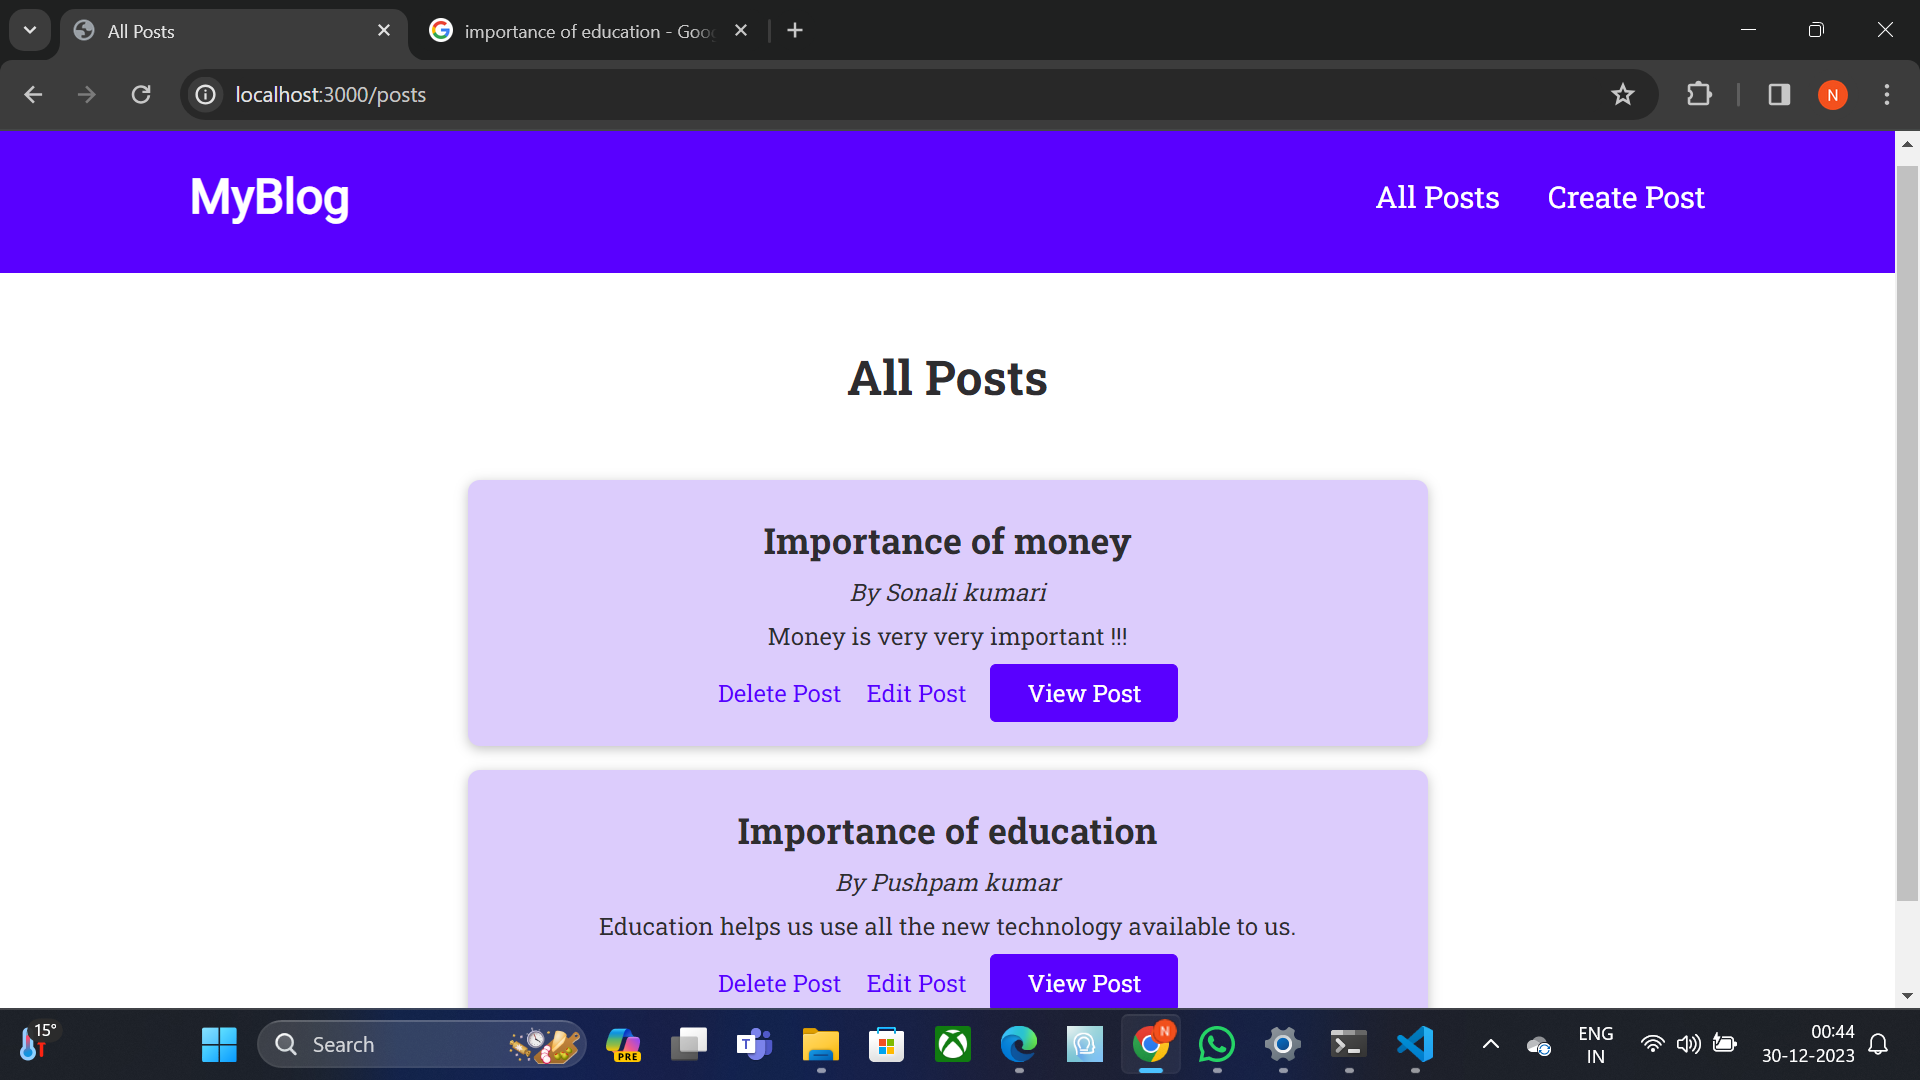 All Posts
importance of education - Goo
localhost:3000/posts
N
MyBlog
All Posts
Create Post
All Posts
Importance of money
By Sonali kumari
Money is very very important !!!
Delete Post
Edit Post
View Post
Importance of education
By Pushpam kumar
Education helps us use all the new technology available to us.
Delete Post
Edit Post
View Post
15°
Search
PRE
T
N
ENG
IN
00:44
30-12-2023